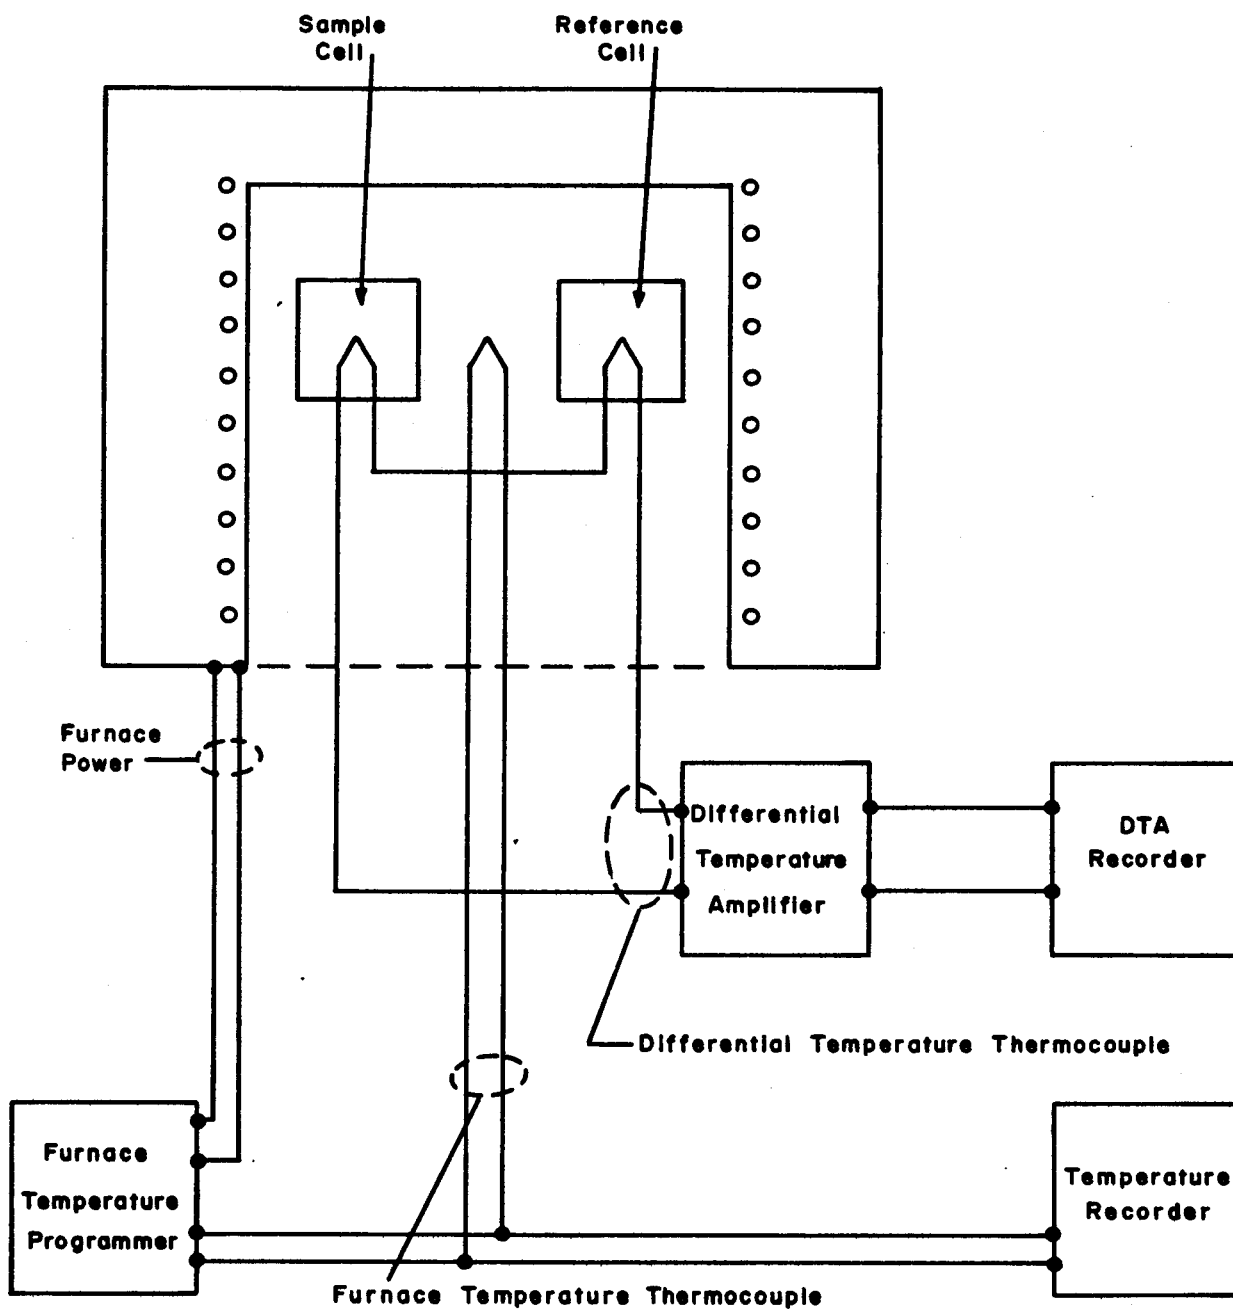 Sample
Cell
Reference
Cell
Furnace
Power
Differential
Temperature
Amplifier
DTA
Recorder
Differential Temperature Thermocouple
Furnace
Temperature
Programmer
Temperature
Recorder
Furnace Temperature Thermocouple